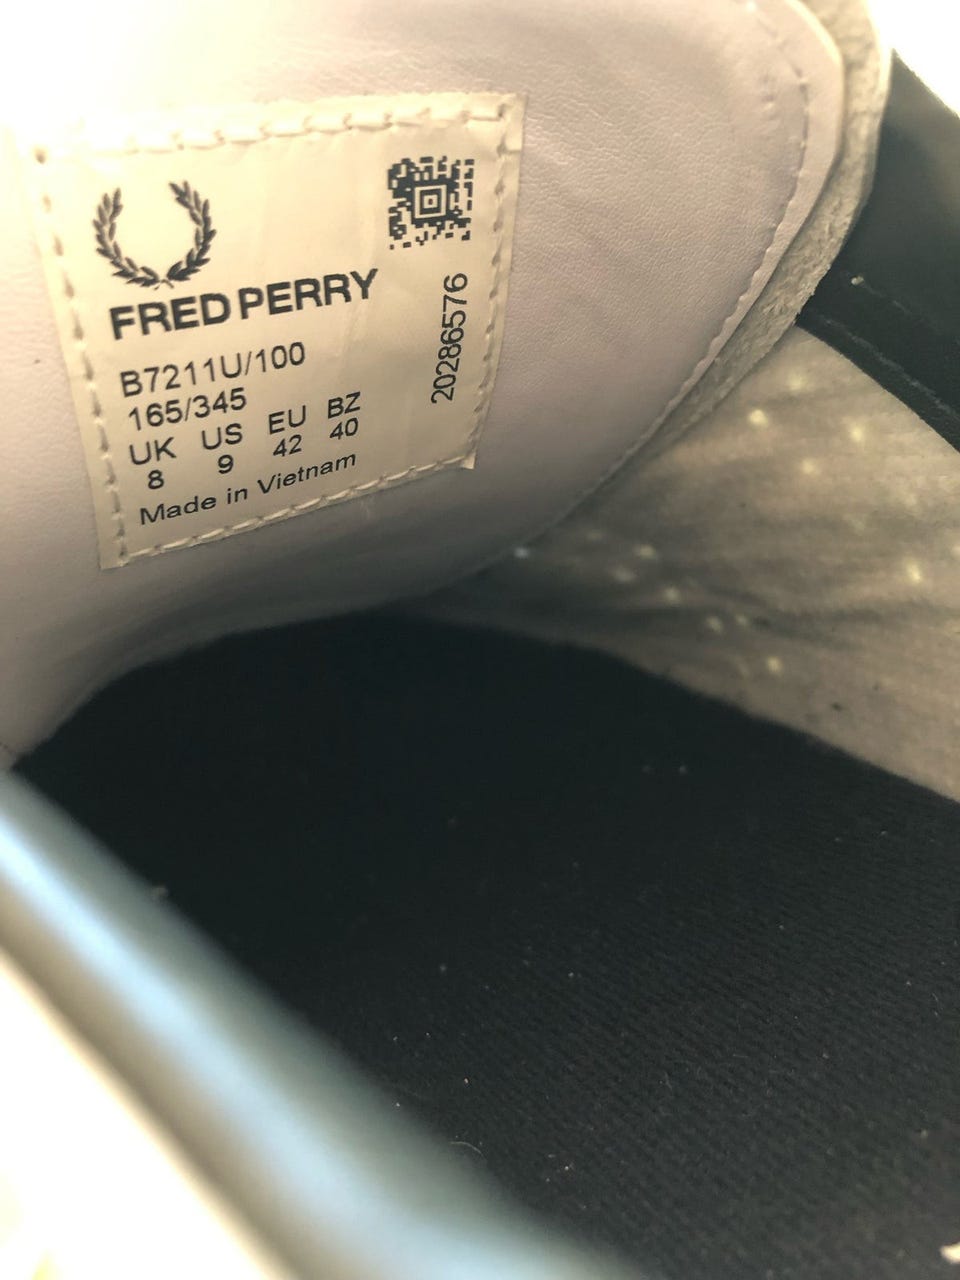 FRED PERRY
B7211U/100
165/345
UK US EU BZ
8 9 42 40
Made in Vietnam
20286576